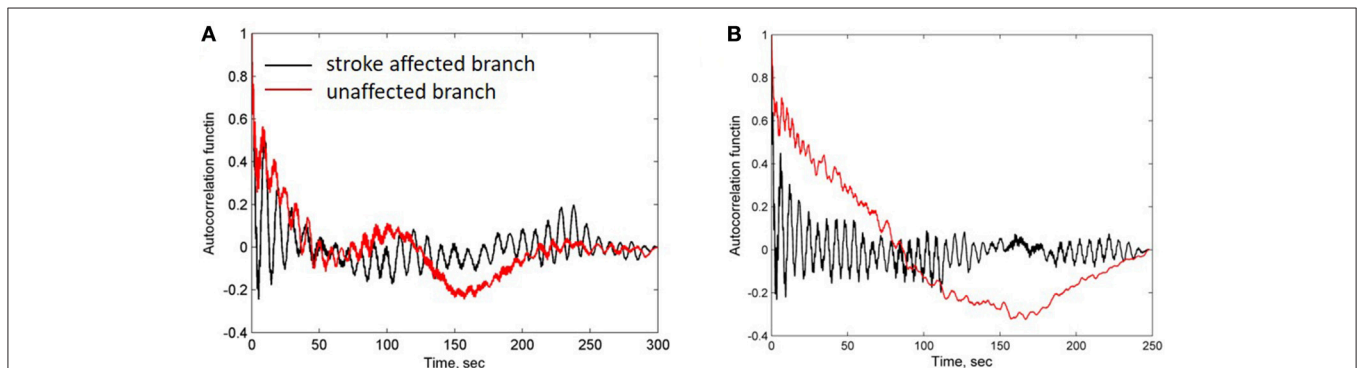 A
stroke affected branch
unaffected branch
Autocorrelation functin
1
0.8
0.6
0.4
0.2
0
-0.2
-0.4
0 50 100 150 200 250 300
Time, sec
B
Autocorrelation functin
1
0.8
0.6
0.4
0.2
0
-0.2
-0.4
0 50 100 150 200 250
Time, sec